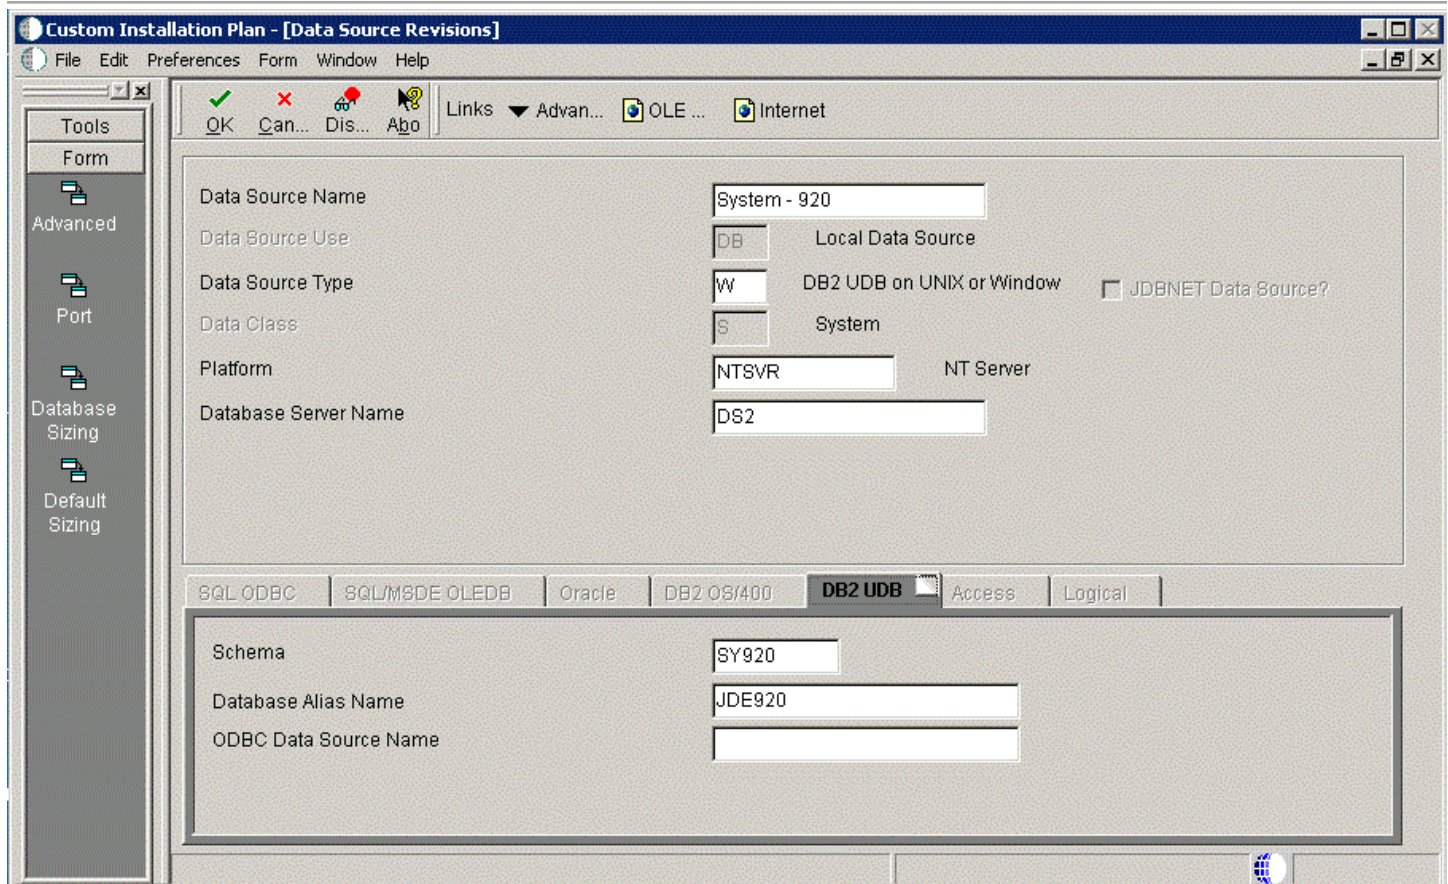 Custom Installation Plan - [Data Source Revisions]
File Edit Preferences Form Window Help
Tools
Form
Advanced
Port
Database
Sizing
Default
Sizing
OK Can... Dis... Abo Links Advan... OLE ... Internet
Data Source Name System - 920
Data Source Use DB Local Data Source
Data Source Type W DB2 UDB on UNIX or Window JDBNET Data Source?
Data Class S System
Platform NTSVR NT Server
Database Server Name DS2
SQL ODBC SQL/MSDE OLEDB Oracle DB2 OS/400 DB2 UDB Access Logical
Schema SY920
Database Alias Name JDE920
ODBC Data Source Name